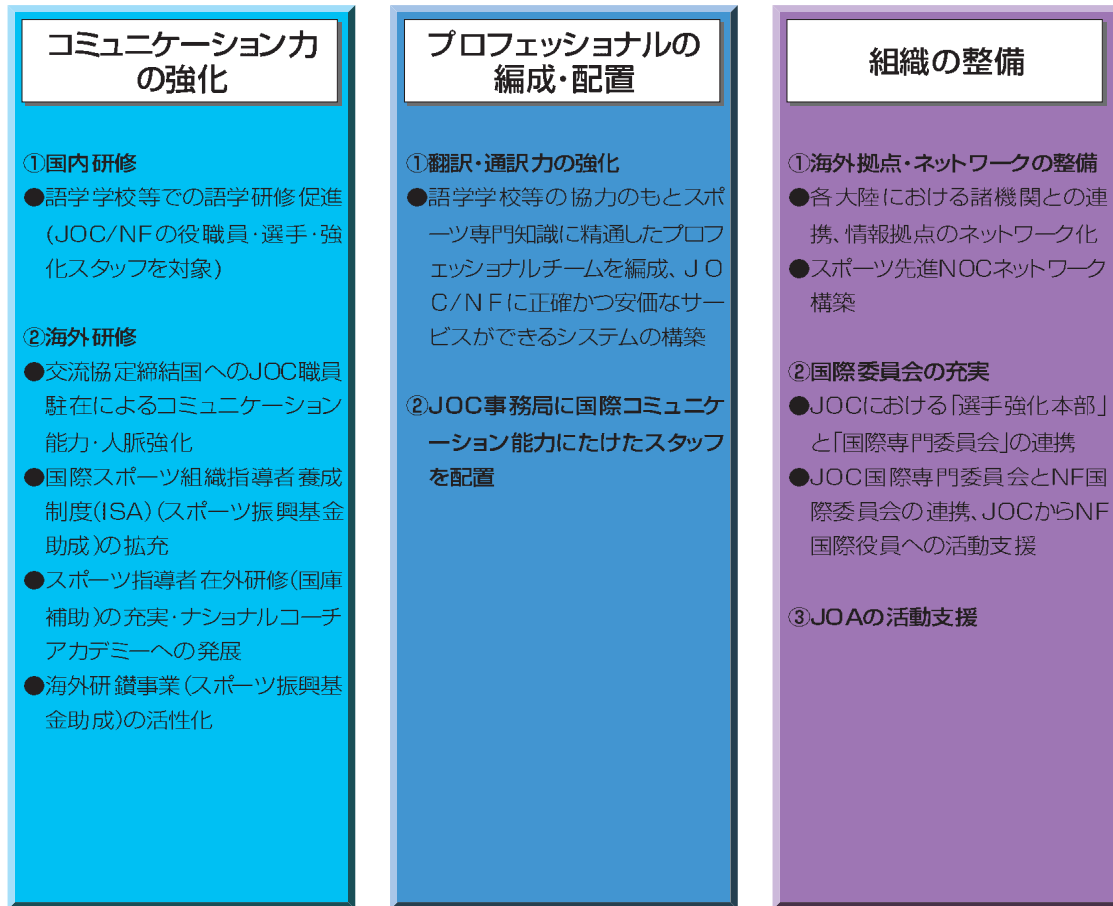 コミュニケーション力
の強化
①国内研修
●語学学校等での語学研修促進
(JOC/NFの役職員・選手・強
化スタッフを対象)
②海外研修
●交流協定締結国へのJOC職員
駐在によるコミュニケーション
能力・人脈強化
●国際スポーツ組織指導者養成
制度(ISA)(スポーツ振興基金
助成)の拡充
●スポーツ指導者在外研修(国庫
補助)の充実・ナショナルコーチ
アカデミーへの発展
●海外研鑚事業(スポーツ振興基
金助成)の活性化
プロフェッショナルの
編成・配置
①翻訳・通訳力の強化
●語学学校等の協力のもとスポ
ーツ専門知識に精通したプロフ
ェッショナルチームを編成、JO
C/NFに正確かつ安価なサー
ビスができるシステムの構築
②JOC事務局に国際コミュニケ
ーション能力にたけたスタッフ
を配置
組織の整備
①海外拠点・ネットワークの整備
●各大陸における諸機関との連
携、情報拠点のネットワーク化
●スポーツ先進NOCネットワーク
構築
②国際委員会の充実
●JOCにおける「選手強化本部」
と「国際専門委員会」の連携
●JOC国際専門委員会とNF国
際委員会の連携、JOCからNF
国際役員への活動支援
③JOAの活動支援